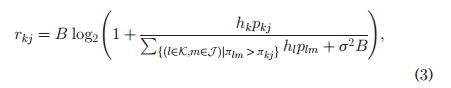 r_{kj} = B \log_2 \left( 1 + \frac{h_k p_{kj}}{\sum_{\{(l \in \mathcal{K}, m \in \mathcal{J}) | \pi_{lm} > \pi_{kj}\}} h_l p_{lm} + \sigma^2 B} \right),
(3)